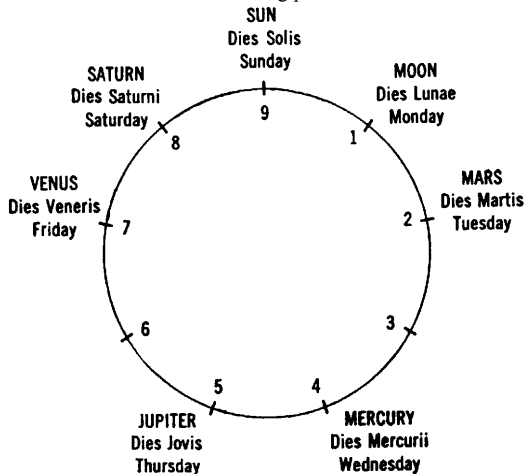 SUN
Dies Solis
Sunday
9
MOON
Dies Lunae
Monday
1
MARS
Dies Martis
Tuesday
2
3
MERCURY
Dies Mercurii
Wednesday
4
JUPITER
Dies Jovis
Thursday
5
6
VENUS
Dies Veneris
Friday
7
SATURN
Dies Saturni
Saturday
8